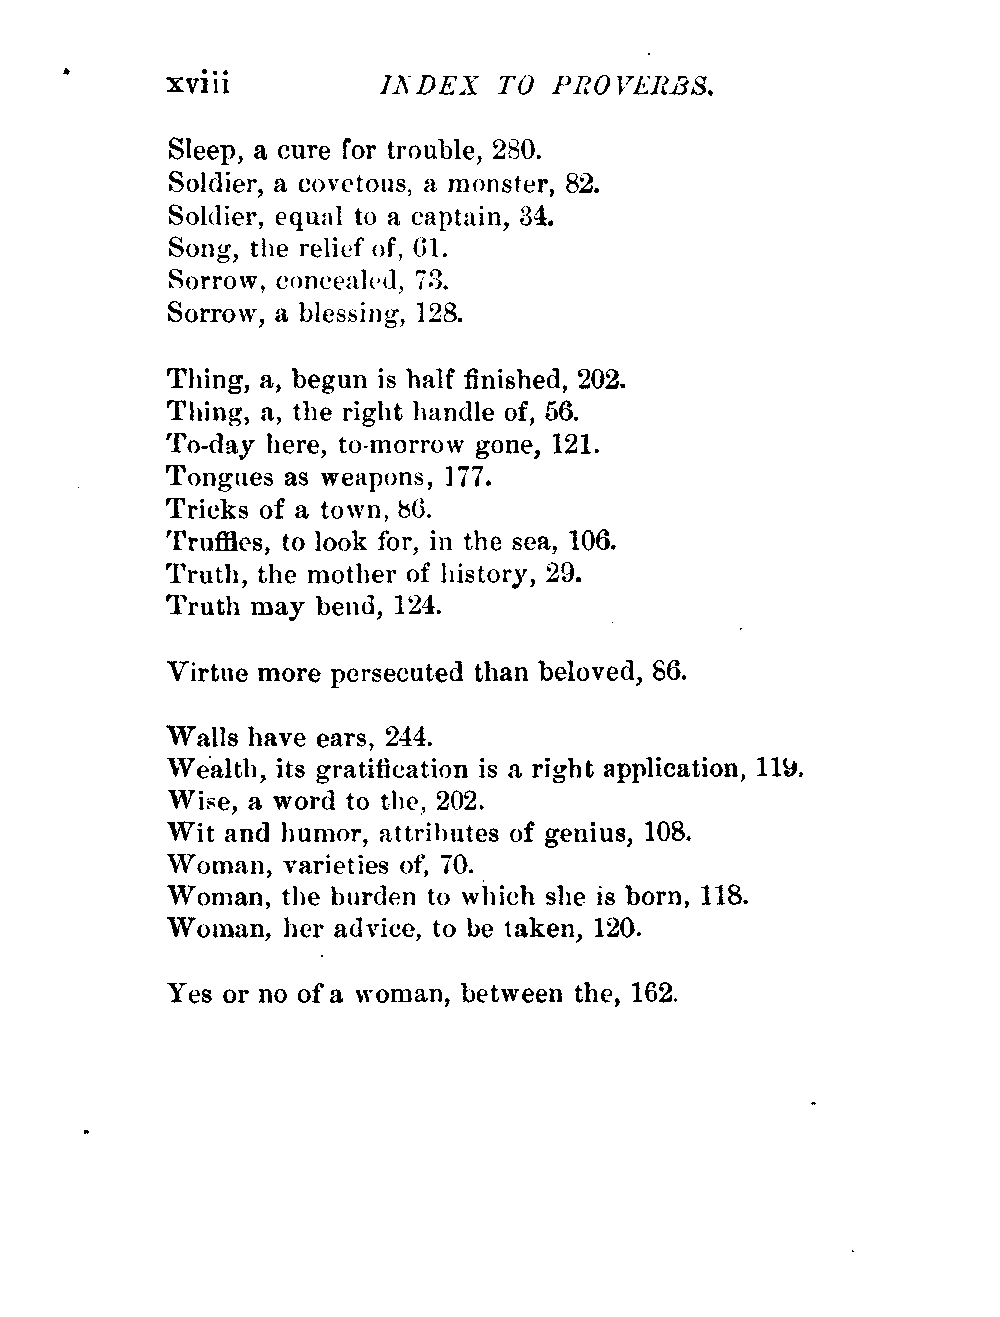 xviii INDEX TO PROVERBS.
Sleep, a cure for trouble, 280.
Soldier, a covetous, a monster, 82.
Soldier, equal to a captain, 34.
Song, the relief of, 61.
Sorrow, concealed, 73.
Sorrow, a blessing, 128.
Thing, a, begun is half finished, 202.
Thing, a, the right handle of, 56.
To-day here, to-morrow gone, 121.
Tongues as weapons, 177.
Tricks of a town, 86.
Truffles, to look for, in the sea, 106.
Truth, the mother of history, 29.
Truth may bend, 124.
Virtue more persecuted than beloved, 86.
Walls have ears, 244.
Wealth, its gratification is a right application, 119.
Wise, a word to the, 202.
Wit and humor, attributes of genius, 108.
Woman, varieties of, 70.
Woman, the burden to which she is born, 118.
Woman, her advice, to be taken, 120.
Yes or no of a woman, between the, 162.